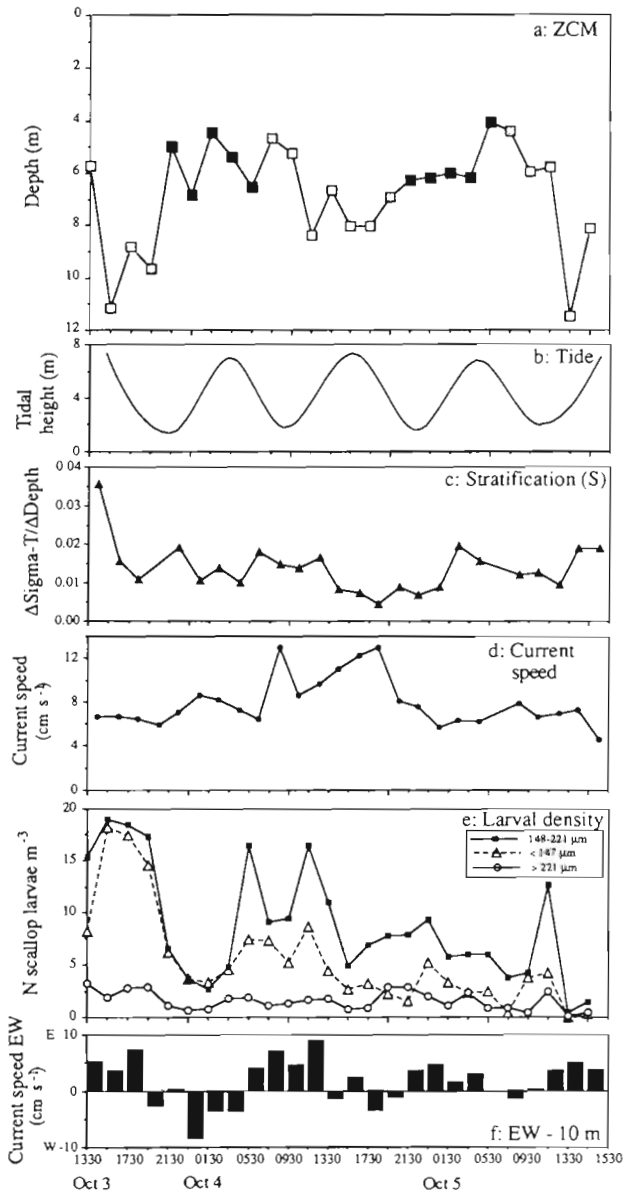 a: ZCM
0
2
4
6
8
10
12
Depth (m)
b: Tide
8
4
0
Tidal
height (m)
c: Stratification (S)
0 04
0.03
0.02
0.01
0.00
ΔSigma-T/ΔDepth
d: Current
speed
12
8
4
0
Current speed
(cm s⁻¹)
e: Larval density
148-221 µm
< 147 µm
> 221 µm
20
15
10
5
0
N scallop larvae m⁻³
E 10
0
W -10
Current speed EW
(cm s⁻¹)
f: EW - 10 m
1330 1730 2130 0130 0530 0930 1330 1730 2130 0130 0530 0930 1330 1530
Oct 3 Oct 4 Oct 5